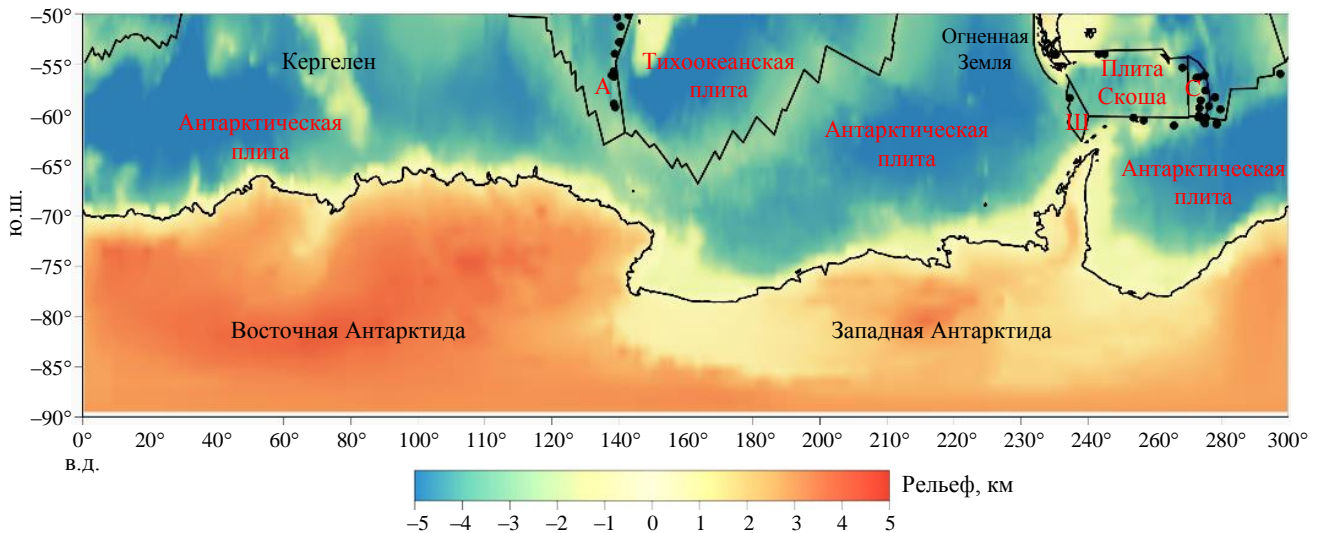 –50°
–55°
–60°
–65°
–70°
–75°
–80°
–85°
–90°
ю.ш.
Кергелен
Антарктическая
плита
А
Тихоокеанская
плита
Антарктическая
плита
Огненная
Земля
Плита
Скоша
С
Ш
Антарктическая
плита
Восточная Антарктида
Западная Антарктида
0° 20° 40° 60° 80° 100° 110° 120° 140° 160° 180° 200° 210° 220° 230° 240° 260° 280° 300°
в.д.
Рельеф, км
–5 –4 –3 –2 –1 0 1 2 3 4 5